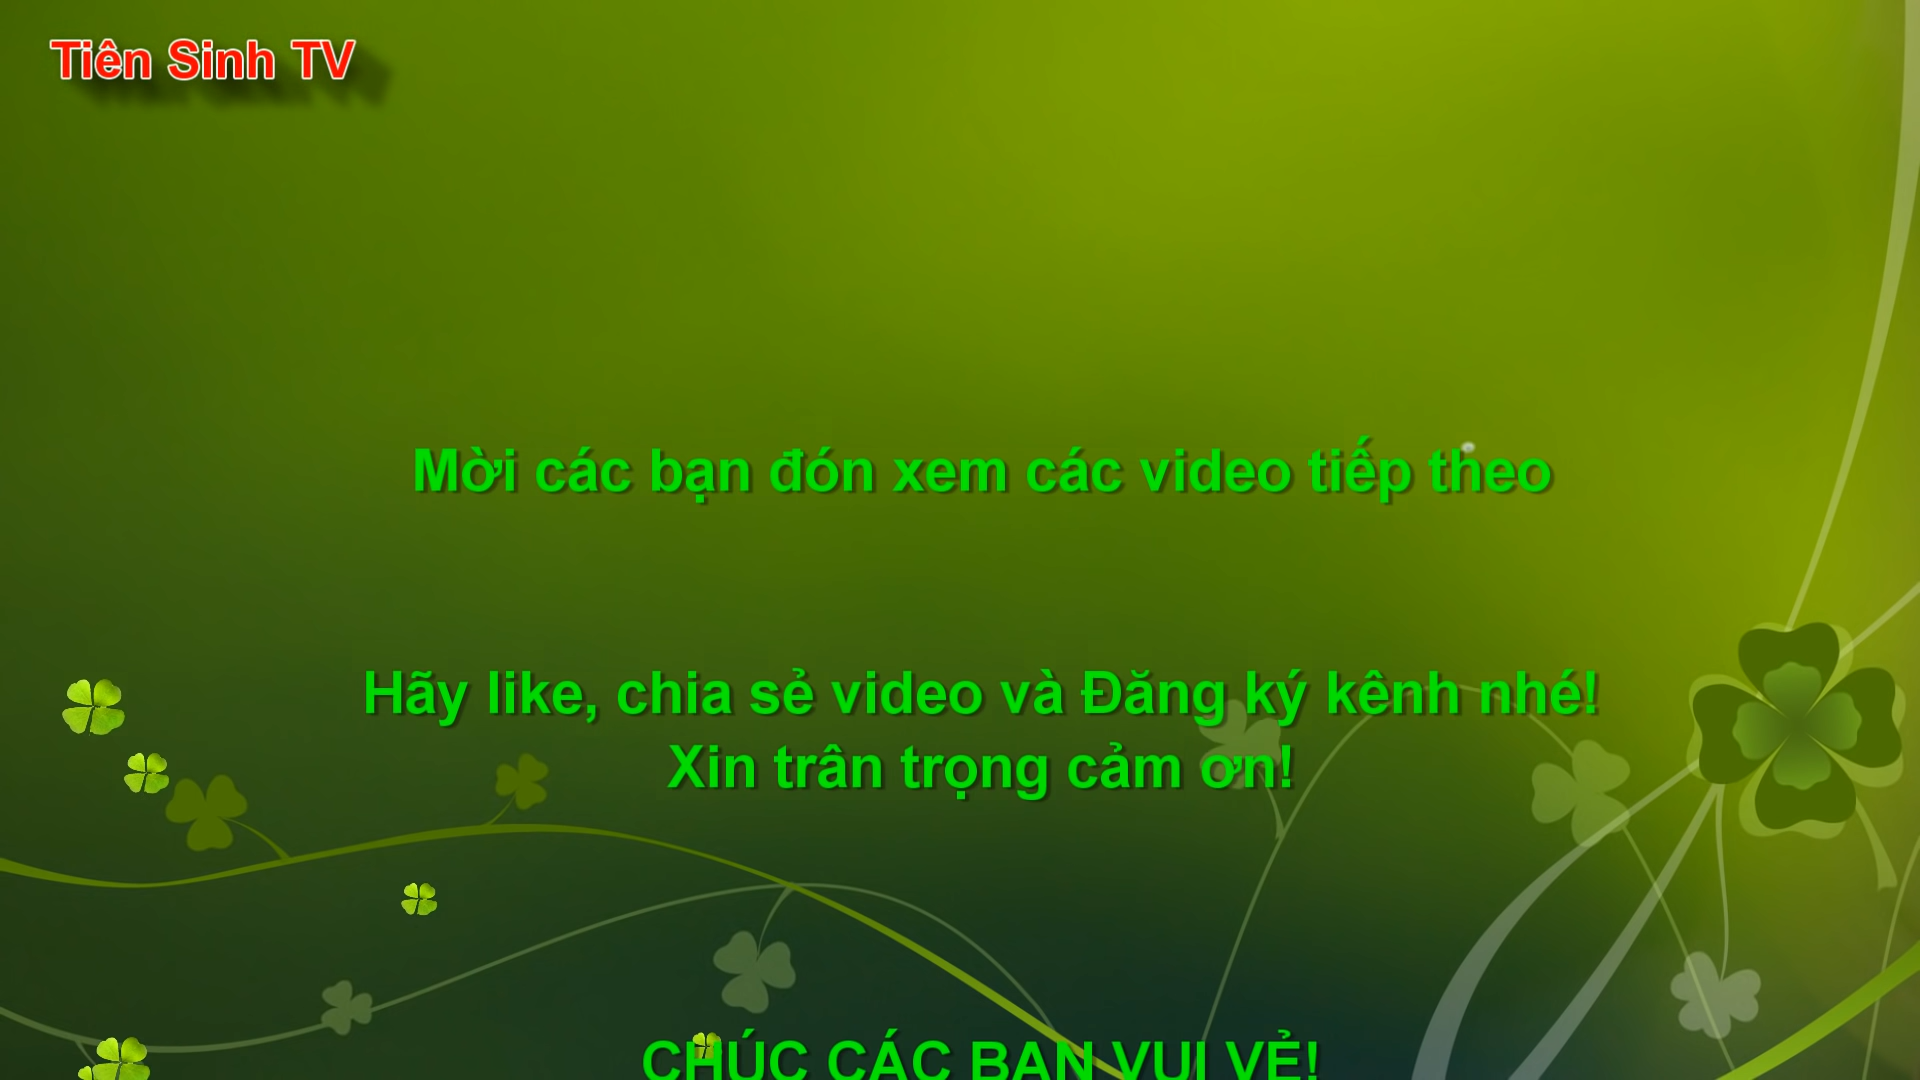 Tiên Sinh TV
Mời các bạn đón xem các video tiếp theo
Hãy like, chia sẻ video và Đăng ký kênh nhé!
Xin trân trọng cảm ơn!
CHÚC CÁC BẠN VUI VẺ!